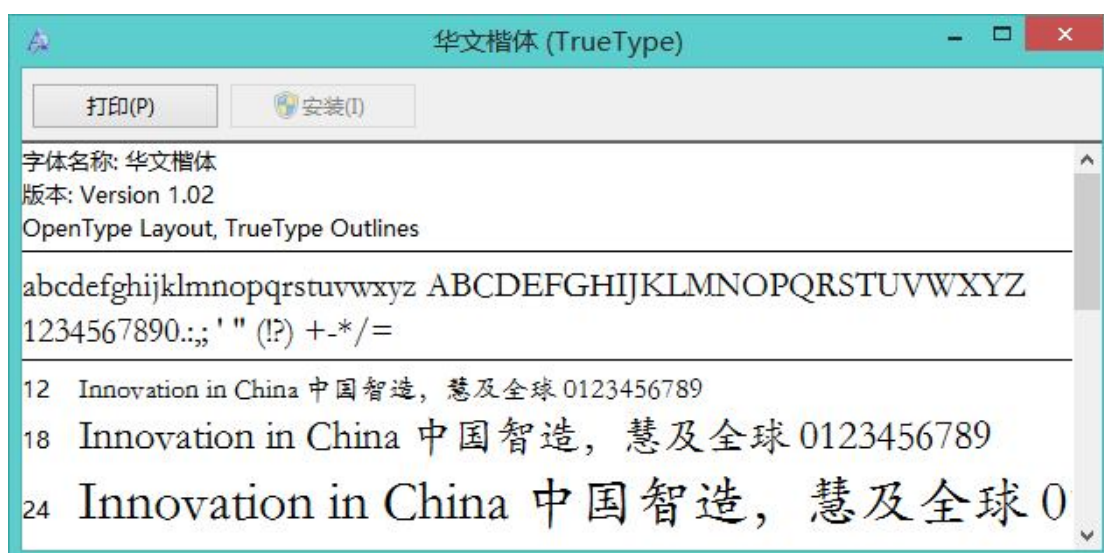 华文楷体 (TrueType)
打印(P) 安装(I)
字体名称: 华文楷体
版本: Version 1.02
OpenType Layout, TrueType Outlines
abcdefghijklmnopqrstuvwxyz ABCDEFGHIJKLMNOPQRSTUVWXYZ
1234567890.:,; ' " (!?) +-*/=
12 Innovation in China 中国智造，慧及全球 0123456789
18 Innovation in China 中国智造，慧及全球 0123456789
24 Innovation in China 中国智造，慧及全球 0